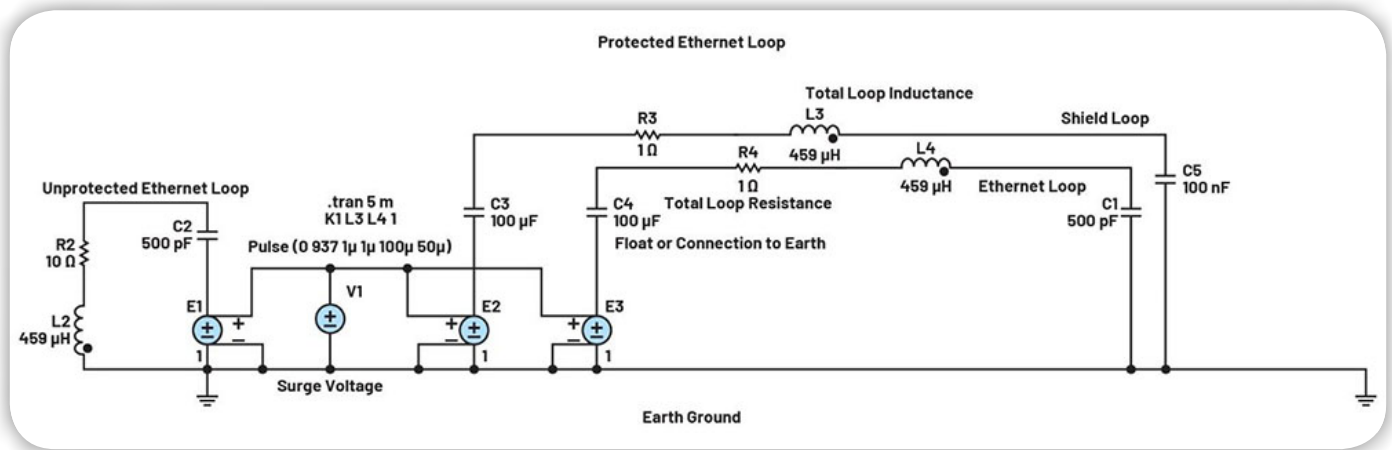 Protected Ethernet Loop
Total Loop Inductance
L3
459 µH
R3
1 Ω
Shield Loop
R4
1 Ω
L4
459 µH
C5
100 nF
Unprotected Ethernet Loop
.tran 5 m
K1 L3 L4 1
Pulse (0 937 1µ 1µ 100µ 50µ)
C3
100 µF
Total Loop Resistance
C4
100 µF
Float or Connection to Earth
Ethernet Loop
C1
500 pF
C2
500 pF
R2
10 Ω
L2
459 µH
E1
+
–
1
V1
E2
+
–
1
E3
+
–
1
Surge Voltage
Earth Ground